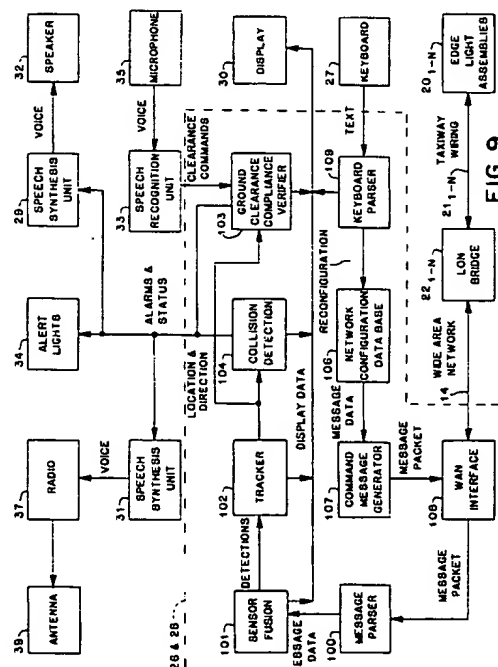 39
ANTENNA
37
RADIO
34
ALERT
LIGHTS
29
SPEECH
SYNTHESIS
UNIT
VOICE
32
SPEAKER
VOICE
31
SPEECH
SYNTHESIS
UNIT
ALARMS &
STATUS
33
SPEECH
RECOGNITION
UNIT
VOICE
35
MICROPHONE
LOCATION &
DIRECTION
CLEARANCE
COMMANDS
26 & 28
101
SENSOR
FUSION
DETECTIONS
102
TRACKER
104
COLLISION
DETECTION
103
GROUND
CLEARANCE
COMPLIANCE
VERIFIER
30
DISPLAY
DISPLAY DATA
MESSAGE
DATA
107
COMMAND
MESSAGE
GENERATOR
MESSAGE
DATA
106
NETWORK
CONFIGURATION
DATA BASE
RECONFIGURATION
109
KEYBOARD
PARSER
TEXT
27
KEYBOARD
100
MESSAGE
PARSER
MESSAGE
PACKET
MESSAGE
PACKET
108
WAN
INTERFACE
14
WIDE AREA
NETWORK
22 1-N
LON
BRIDGE
21 1-N
TAXIWAY
WIRING
20 1-N
EDGE
LIGHT
ASSEMBLIES
FIG. 9